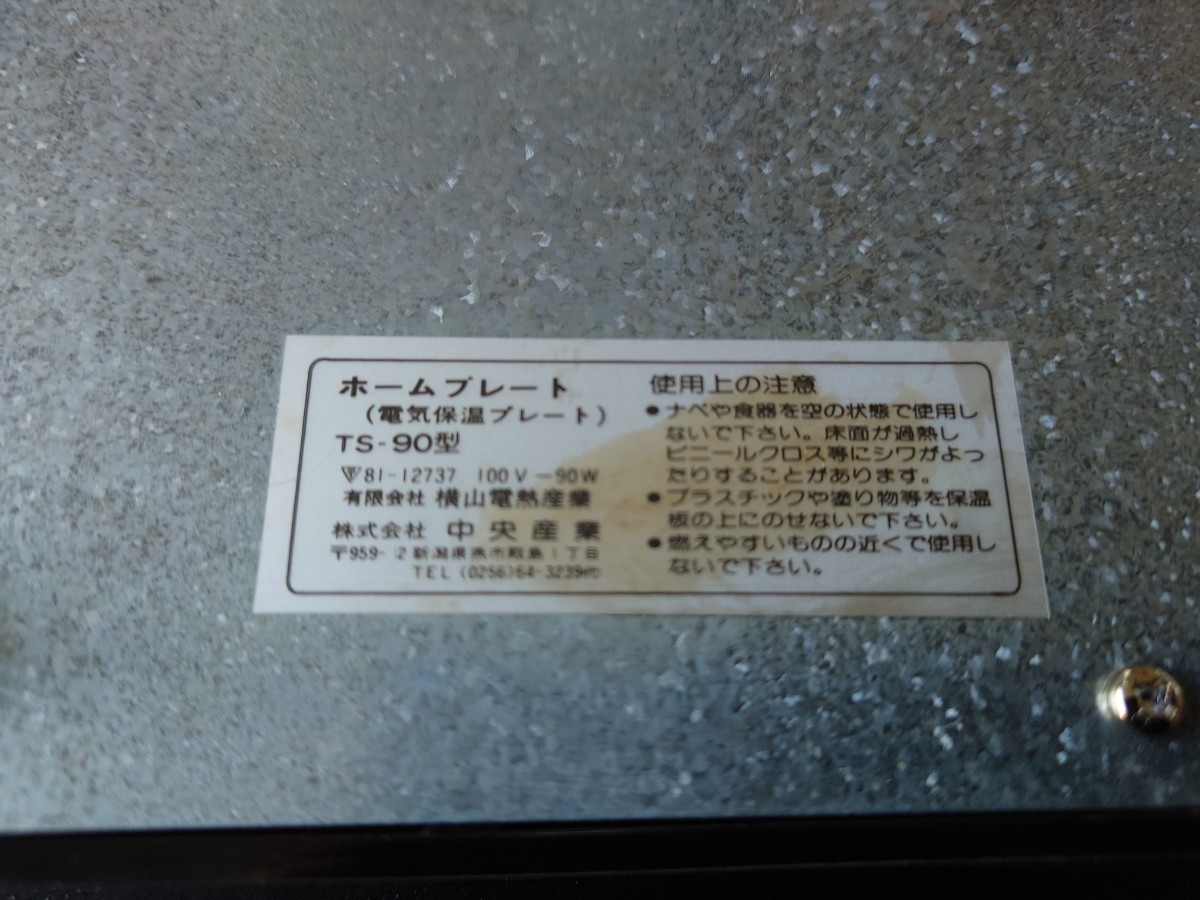 ホームプレート
(電気保温プレート)
TS-90型
81-12737 100V-90W
有限会社 横山電熱産業
株式会社 中央産業
〒959-12 新潟県燕市殿島1丁目
TEL (0256)64-3239㈹
使用上の注意
●ナベや食器を空の状態で使用し
ないで下さい。床面が過熱し
ビニールクロス等にシワがよっ
たりすることがあります。
●プラスチックや塗り物等を保温
板の上にのせないで下さい。
●燃えやすいものの近くで使用し
ないで下さい。